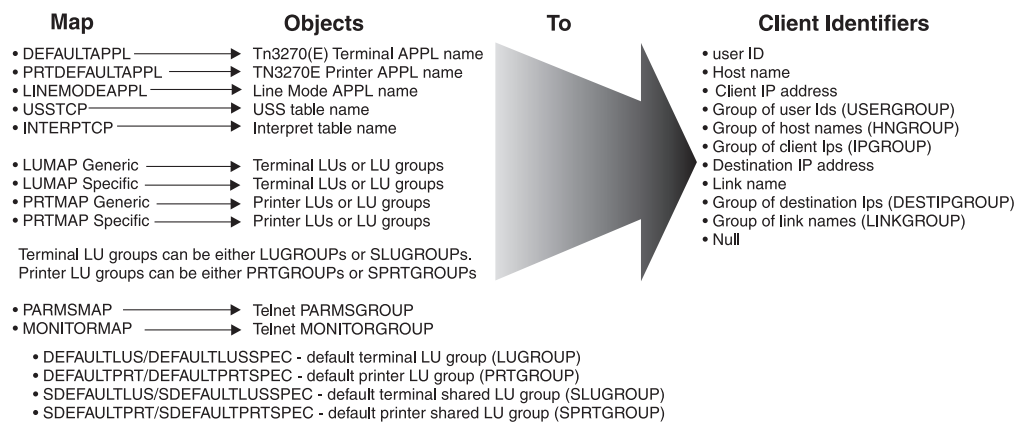 Map Objects To Client Identifiers
• DEFAULTAPPL Tn3270(E) Terminal APPL name
• PRTDEFAULTAPPL TN3270E Printer APPL name
• LINEMODEAPPL Line Mode APPL name
• USSTCP USS table name
• INTERPTCP Interpret table name
• LUMAP Generic Terminal LUs or LU groups
• LUMAP Specific Terminal LUs or LU groups
• PRTMAP Generic Printer LUs or LU groups
• PRTMAP Specific Printer LUs or LU groups
Terminal LU groups can be either LUGROUPs or SLUGROUPs.
Printer LU groups can be either PRTGROUPs or SPRTGROUPs
• PARMSMAP Telnet PARMSGROUP
• MONITORMAP Telnet MONITORGROUP
• DEFAULTLUS/DEFAULTLUSSPEC - default terminal LU group (LUGROUP)
• DEFAULTPRT/DEFAULTPRTSPEC - default printer LU group (PRTGROUP)
• SDEFAULTLUS/SDEFAULTLUSSPEC - default terminal shared LU group (SLUGROUP)
• SDEFAULTPRT/SDEFAULTPRTSPEC - default printer shared LU group (SPRTGROUP)
• user ID
• Host name
• Client IP address
• Group of user Ids (USERGROUP)
• Group of host names (HNGROUP)
• Group of client Ips (IPGROUP)
• Destination IP address
• Link name
• Group of destination Ips (DESTIPGROUP)
• Group of link names (LINKGROUP)
• Null